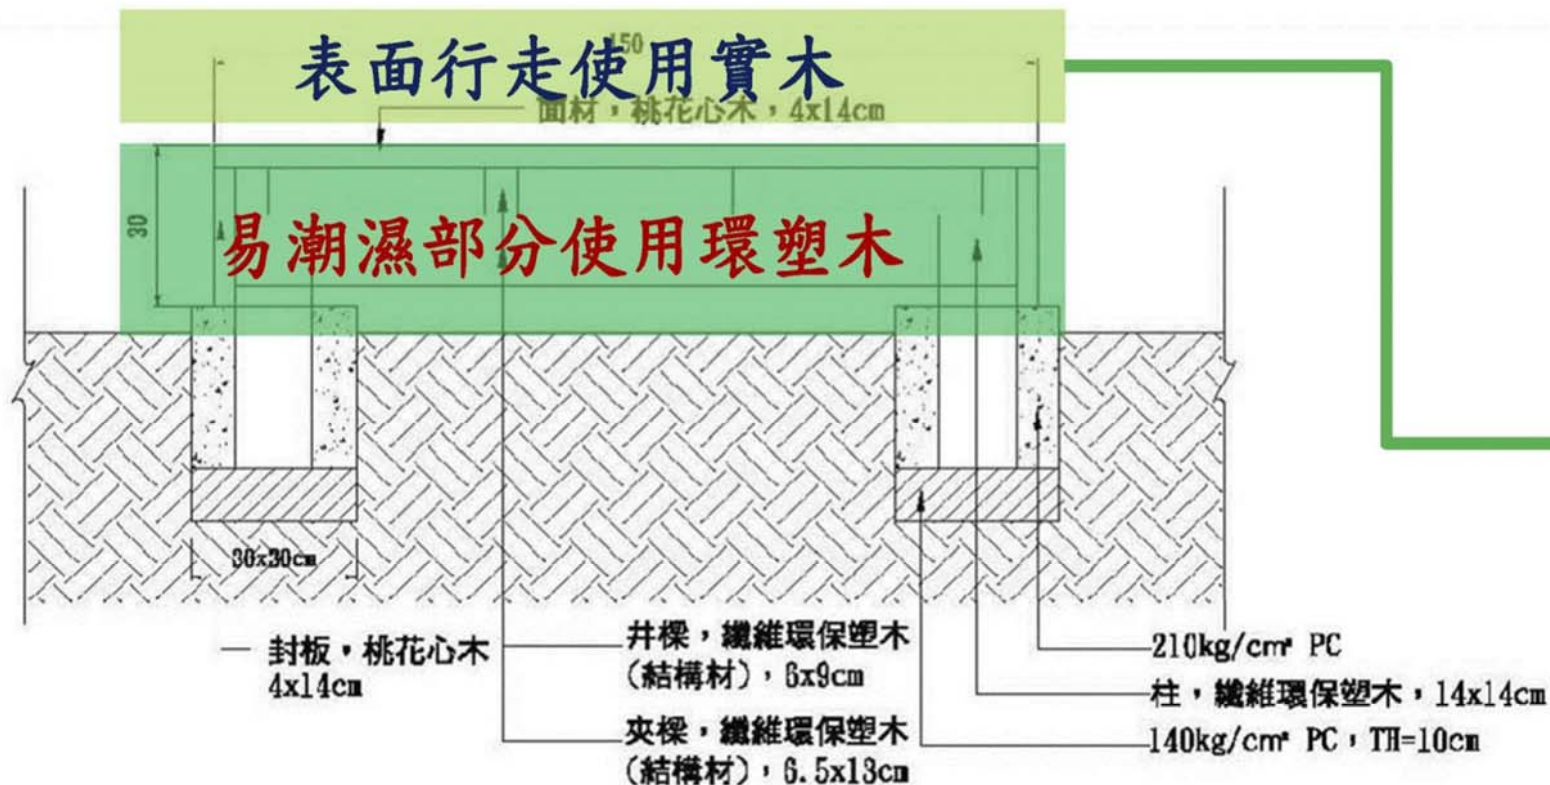 150
表面行走使用實木
面材，桃花心木，4x14cm
30
易潮濕部分使用環塑木
30x30cm
封板，桃花心木
4x14cm
井樑，纖維環保塑木
(結構材)，6x9cm
夾樑，纖維環保塑木
(結構材)，6.5x13cm
210kg/cm² PC
柱，纖維環保塑木，14x14cm
140kg/cm² PC，TH=10cm